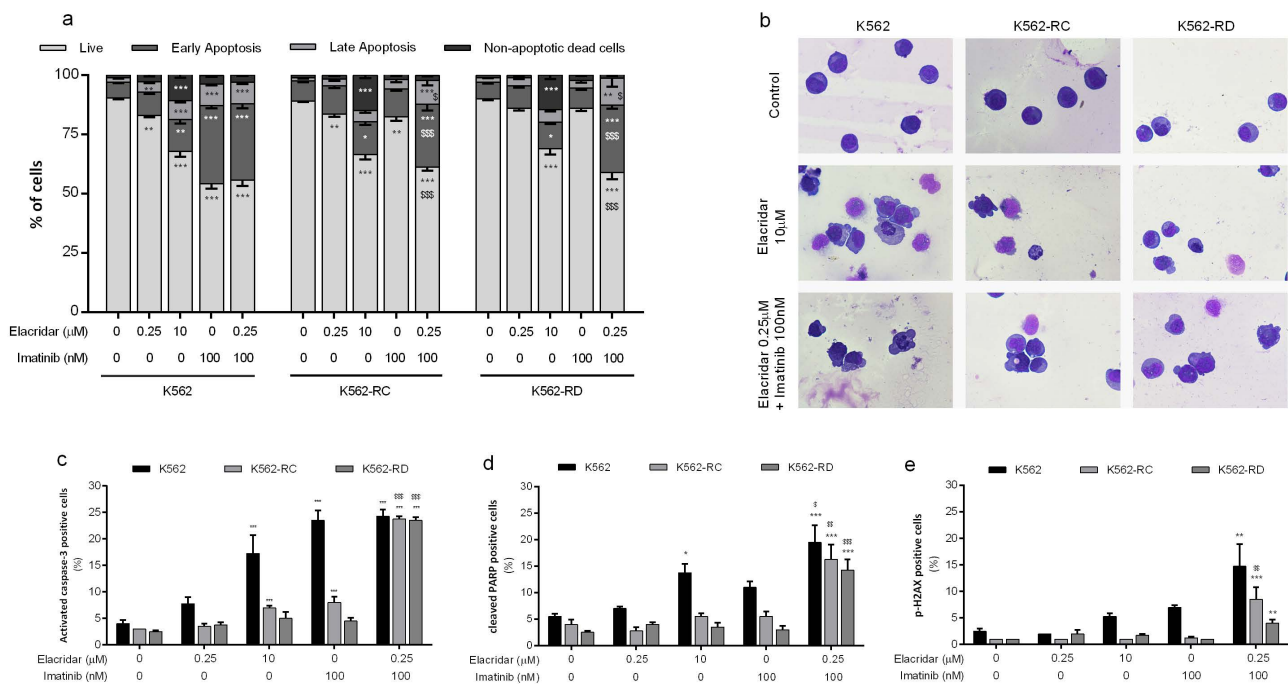 a
Live Early Apoptosis Late Apoptosis Non-apoptotic dead cells
% of cells
100
75
50
25
0
** *** *** ***
*** ** *** ***
** *** *** ***
*** *** $
* *** $$$
** *** ** *** $$$
*** ** $
* *** $$$
*** *** $$$
Elacridar (µM) 0 0.25 10 0 0.25 0 0.25 10 0 0.25 0 0.25 10 0 0.25
Imatinib (nM) 0 0 0 100 100 0 0 0 100 100 0 0 0 100 100
K562 K562-RC K562-RD
b
K562 K562-RC K562-RD
Control
Elacridar 10µM
Elacridar 0.25µM + Imatinib 100nM
c
K562 K562-RC K562-RD
Activated caspase-3 positive cells (%)
30
25
20
15
10
5
0
*** *** *** *** *** $$$ *** $$$ ***
Elacridar (µM) 0 0.25 10 0 0.25
Imatinib (nM) 0 0 0 100 100
d
K562 K562-RC K562-RD
cleaved PARP positive cells (%)
30
25
20
15
10
5
0
* $ *** $$ *** $$$ ***
Elacridar (µM) 0 0.25 10 0 0.25
Imatinib (nM) 0 0 0 100 100
e
K562 K562-RC K562-RD
p-H2AX positive cells (%)
30
25
20
15
10
5
0
** $$ *** **
Elacridar (µM) 0 0.25 10 0 0.25
Imatinib (nM) 0 0 0 100 100